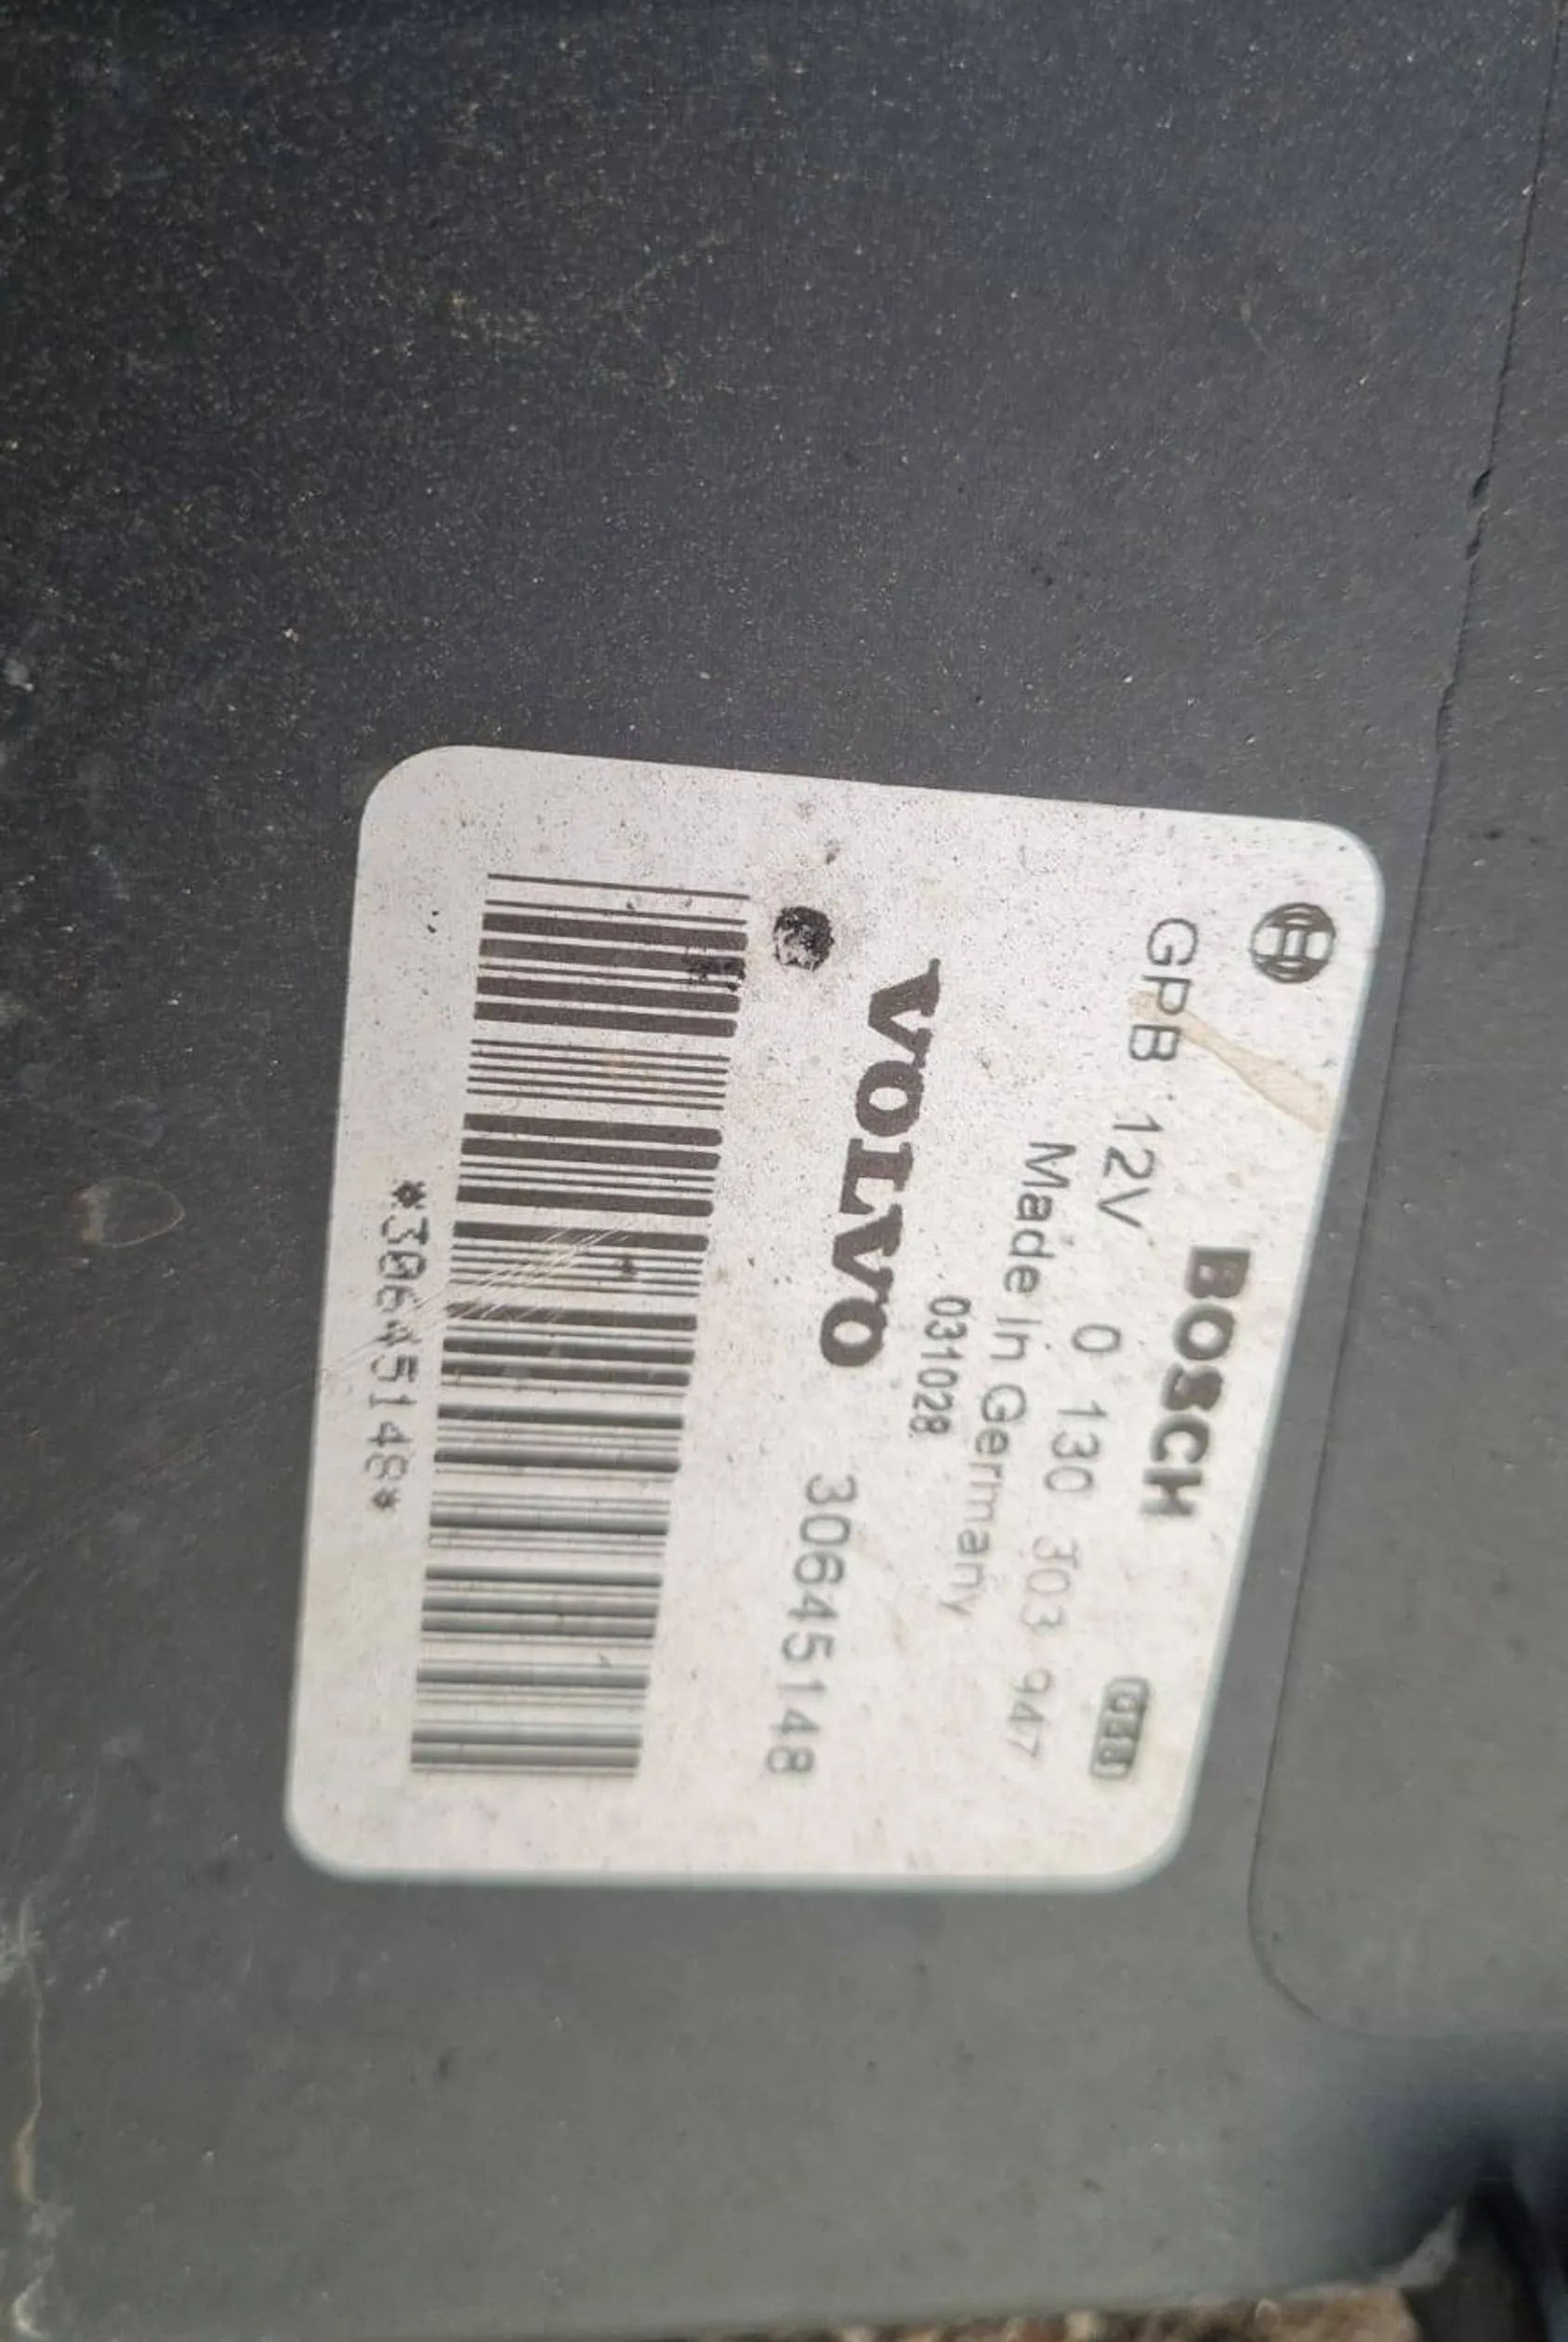 BOSCH
GPB 12V 0 130 303 947
Made in Germany
031028
VOLVO 30645148
*30645148*